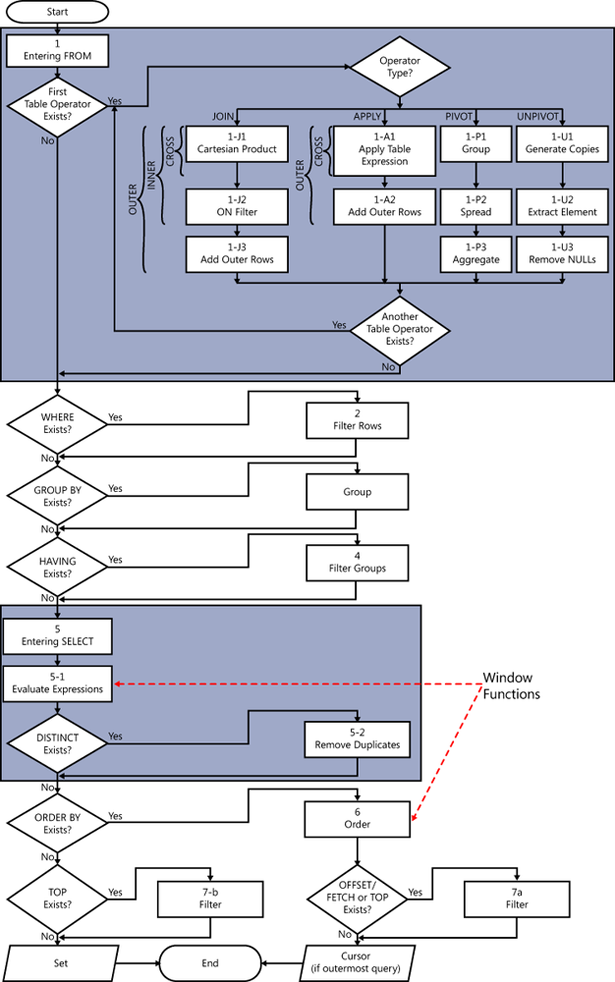 Start
1
Entering FROM
First
Table Operator
Exists?
Yes
No
Operator
Type?
JOIN
APPLY
PIVOT
UNPIVOT
OUTER
INNER
CROSS
1-J1
Cartesian Product
1-J2
ON Filter
1-J3
Add Outer Rows
OUTER
CROSS
1-A1
Apply Table
Expression
1-A2
Add Outer Rows
1-P1
Group
1-P2
Spread
1-P3
Aggregate
1-U1
Generate Copies
1-U2
Extract Element
1-U3
Remove NULLs
Another
Table Operator
Exists?
Yes
No
WHERE
Exists?
Yes
No
2
Filter Rows
GROUP BY
Exists?
Yes
No
Group
HAVING
Exists?
Yes
No
4
Filter Groups
5
Entering SELECT
5-1
Evaluate Expressions
Window
Functions
DISTINCT
Exists?
Yes
No
5-2
Remove Duplicates
ORDER BY
Exists?
Yes
No
6
Order
TOP
Exists?
Yes
No
7-b
Filter
OFFSET/
FETCH or TOP
Exists?
Yes
No
7a
Filter
Set
End
Cursor
(if outermost query)